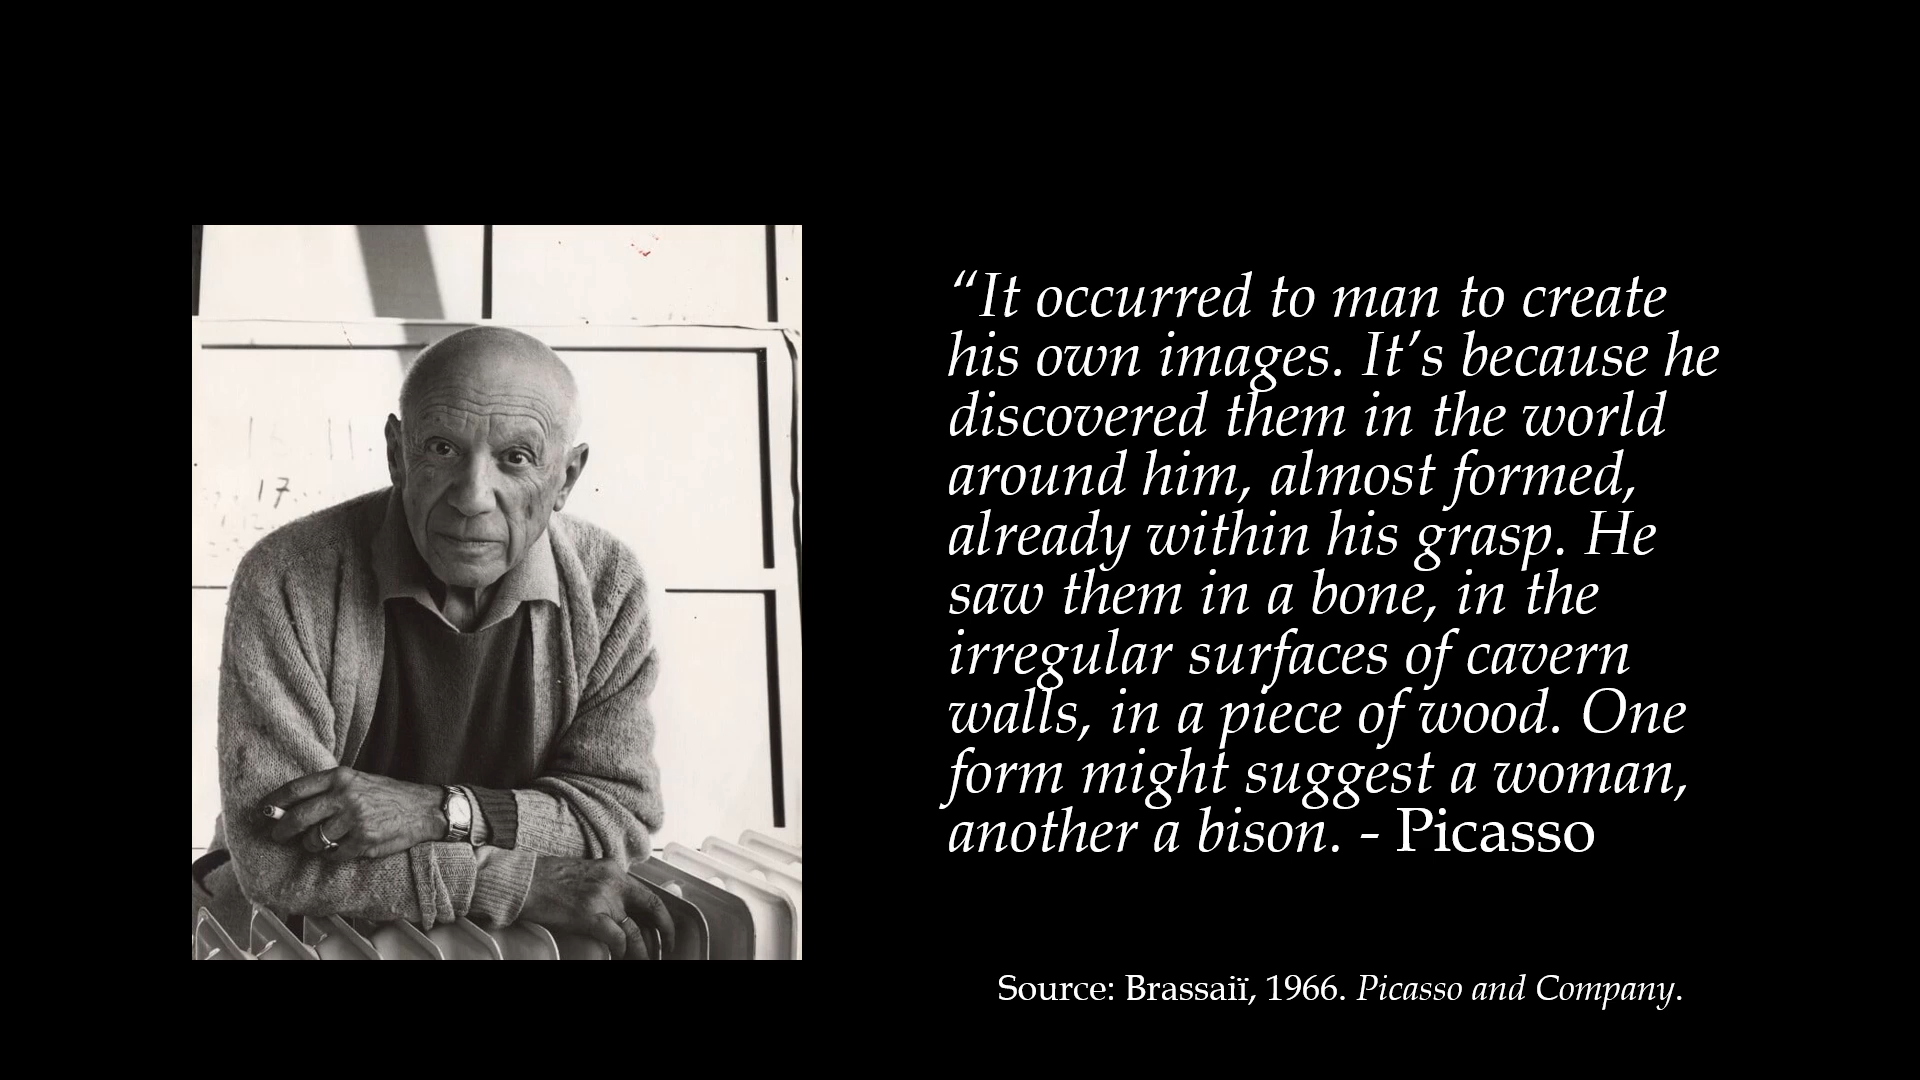 17
“It occurred to man to create
his own images. It’s because he
discovered them in the world
around him, almost formed,
already within his grasp. He
saw them in a bone, in the
irregular surfaces of cavern
walls, in a piece of wood. One
form might suggest a woman,
another a bison. - Picasso
Source: Brassaiï, 1966. Picasso and Company.